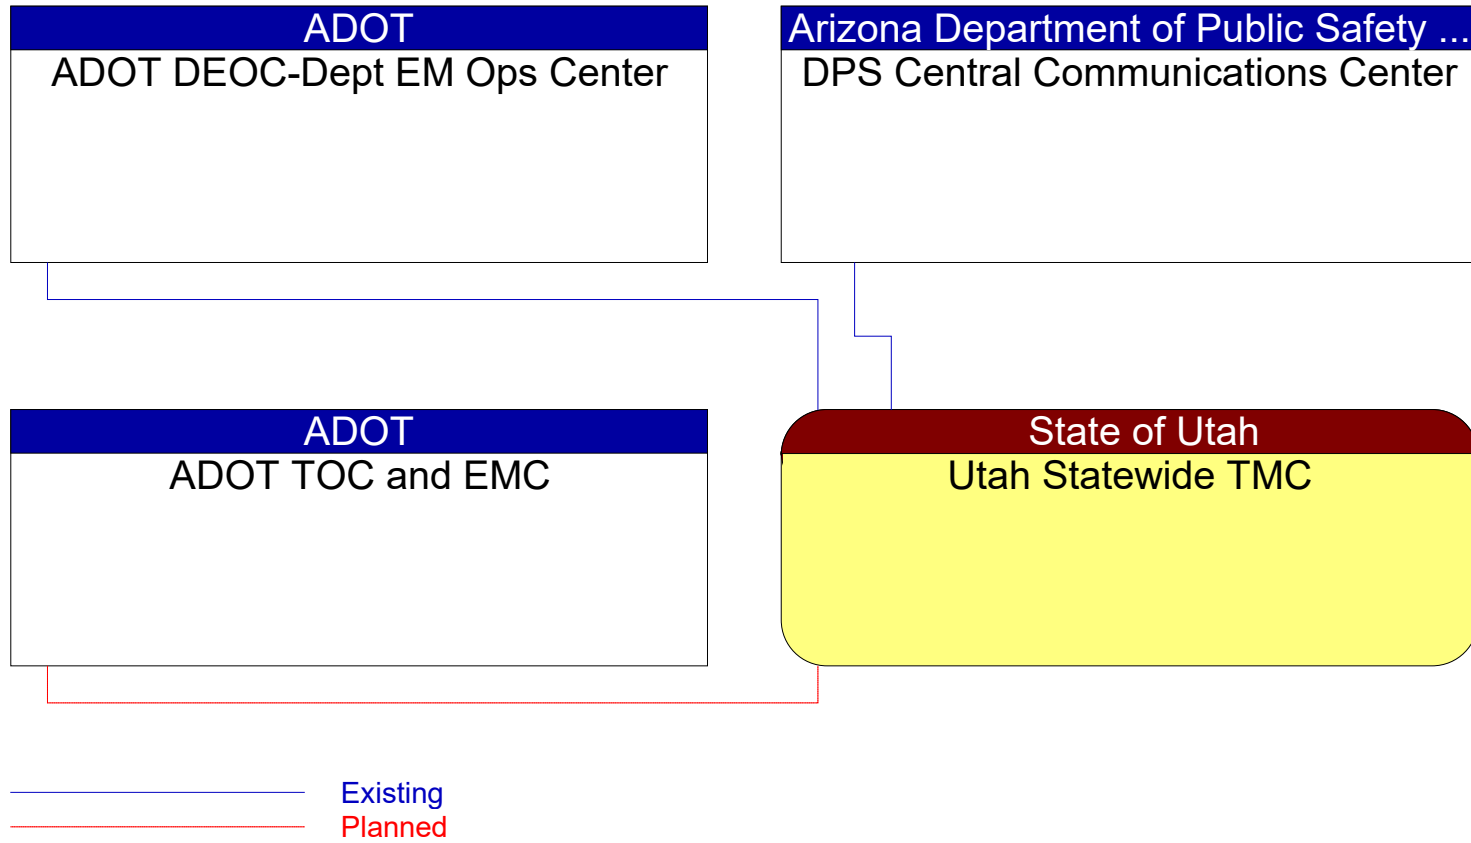 ADOT
ADOT DEOC-Dept EM Ops Center
Arizona Department of Public Safety ...
DPS Central Communications Center
ADOT
ADOT TOC and EMC
State of Utah
Utah Statewide TMC
Existing
Planned